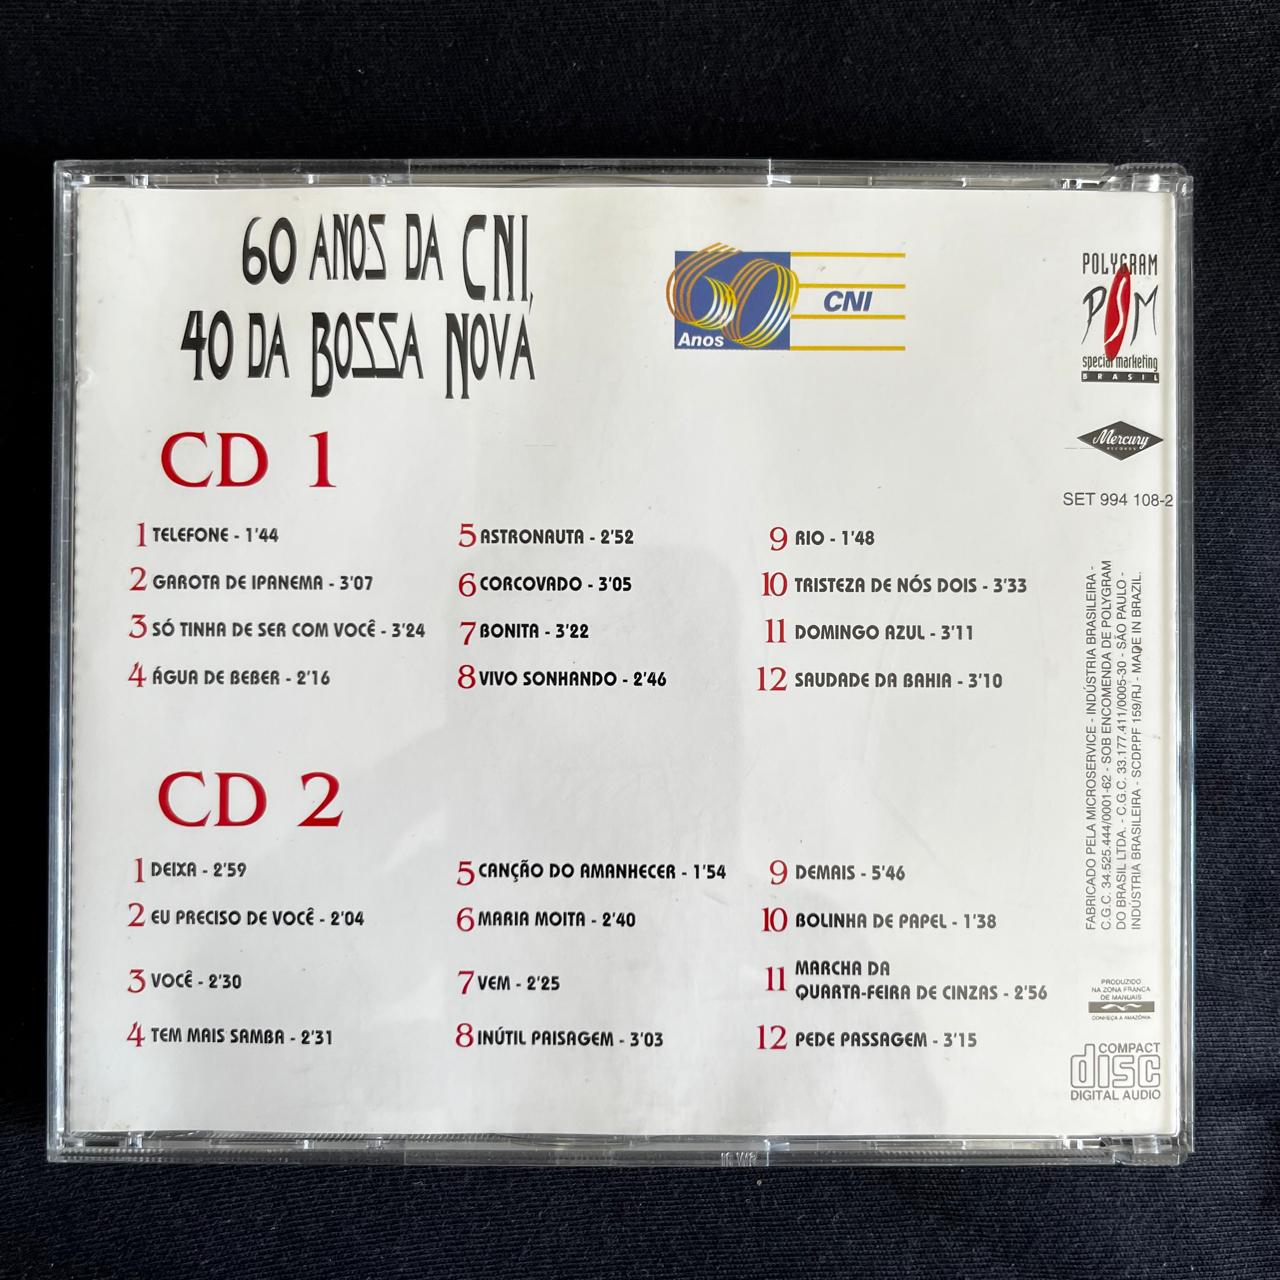 60 ANOS DA CNI,
40 DA BOSSA NOVA
60
Anos
CNI
POLYGRAM
PSM
special marketing
BRASIL
Mercury
RECORDS
SET 994 108-2
CD 1
1 TELEFONE - 1'44
2 GAROTA DE IPANEMA - 3'07
3 SÓ TINHA DE SER COM VOCÊ - 3'24
4 ÁGUA DE BEBER - 2'16
5 ASTRONAUTA - 2'52
6 CORCOVADO - 3'05
7 BONITA - 3'22
8 VIVO SONHANDO - 2'46
9 RIO - 1'48
10 TRISTEZA DE NÓS DOIS - 3'33
11 DOMINGO AZUL - 3'11
12 SAUDADE DA BAHIA - 3'10
CD 2
1 DEIXA - 2'59
2 EU PRECISO DE VOCÊ - 2'04
3 VOCÊ - 2'30
4 TEM MAIS SAMBA - 2'31
5 CANÇÃO DO AMANHECER - 1'54
6 MARIA MOITA - 2'40
7 VEM - 2'25
8 INÚTIL PAISAGEM - 3'03
9 DEMAIS - 5'46
10 BOLINHA DE PAPEL - 1'38
11 MARCHA DA
QUARTA-FEIRA DE CINZAS - 2'56
12 PEDE PASSAGEM - 3'15
FABRICADO PELA MICROSERVICE - INDÚSTRIA BRASILEIRA -
C.G.C. 34.525.444/0001-62 - SOB ENCOMENDA DE POLYGRAM
DO BRASIL LTDA. - C.G.C. 33.177.411/0005-30 - SÃO PAULO -
INDÚSTRIA BRASILEIRA - SCDP.PF 159/RJ - MADE IN BRAZIL.
PRODUZIDO
NA ZONA FRANCA
DE MANAUS
CONHEÇA A AMAZÔNIA
COMPACT
disc
DIGITAL AUDIO